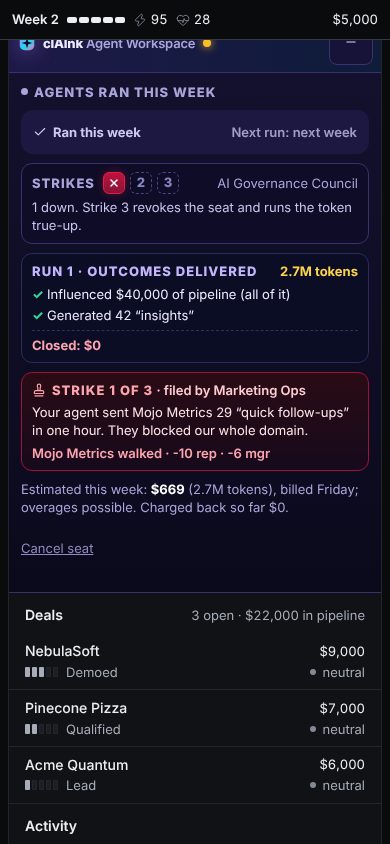 Week 2 95 28 $5,000
clAInk Agent Workspace
AGENTS RAN THIS WEEK
Ran this week Next run: next week
STRIKES 2 3 AI Governance Council
1 down. Strike 3 revokes the seat and runs the token
true-up.
RUN 1 · OUTCOMES DELIVERED 2.7M tokens
✓ Influenced $40,000 of pipeline (all of it)
✓ Generated 42 “insights”
Closed: $0
STRIKE 1 OF 3 · filed by Marketing Ops
Your agent sent Mojo Metrics 29 “quick follow-ups”
in one hour. They blocked our whole domain.
Mojo Metrics walked · -10 rep · -6 mgr
Estimated this week: $669 (2.7M tokens), billed Friday;
overages possible. Charged back so far $0.
Cancel seat
Deals 3 open · $22,000 in pipeline
NebulaSoft $9,000
Demoed neutral
Pinecone Pizza $7,000
Qualified neutral
Acme Quantum $6,000
Lead neutral
Activity